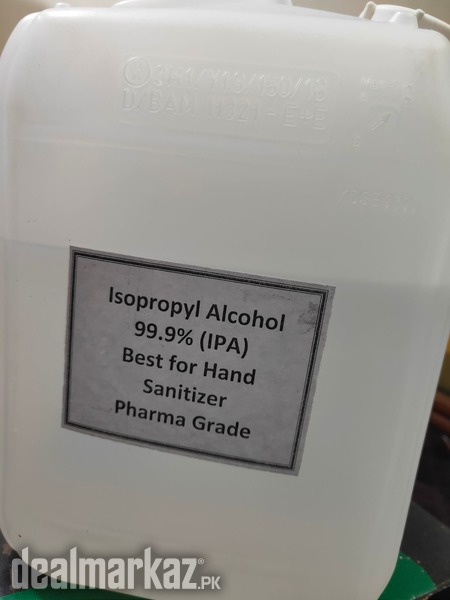 Isopropyl Alcohol
99.9% (IPA)
Best for Hand
Sanitizer
Pharma Grade
dealmarkaz.PK